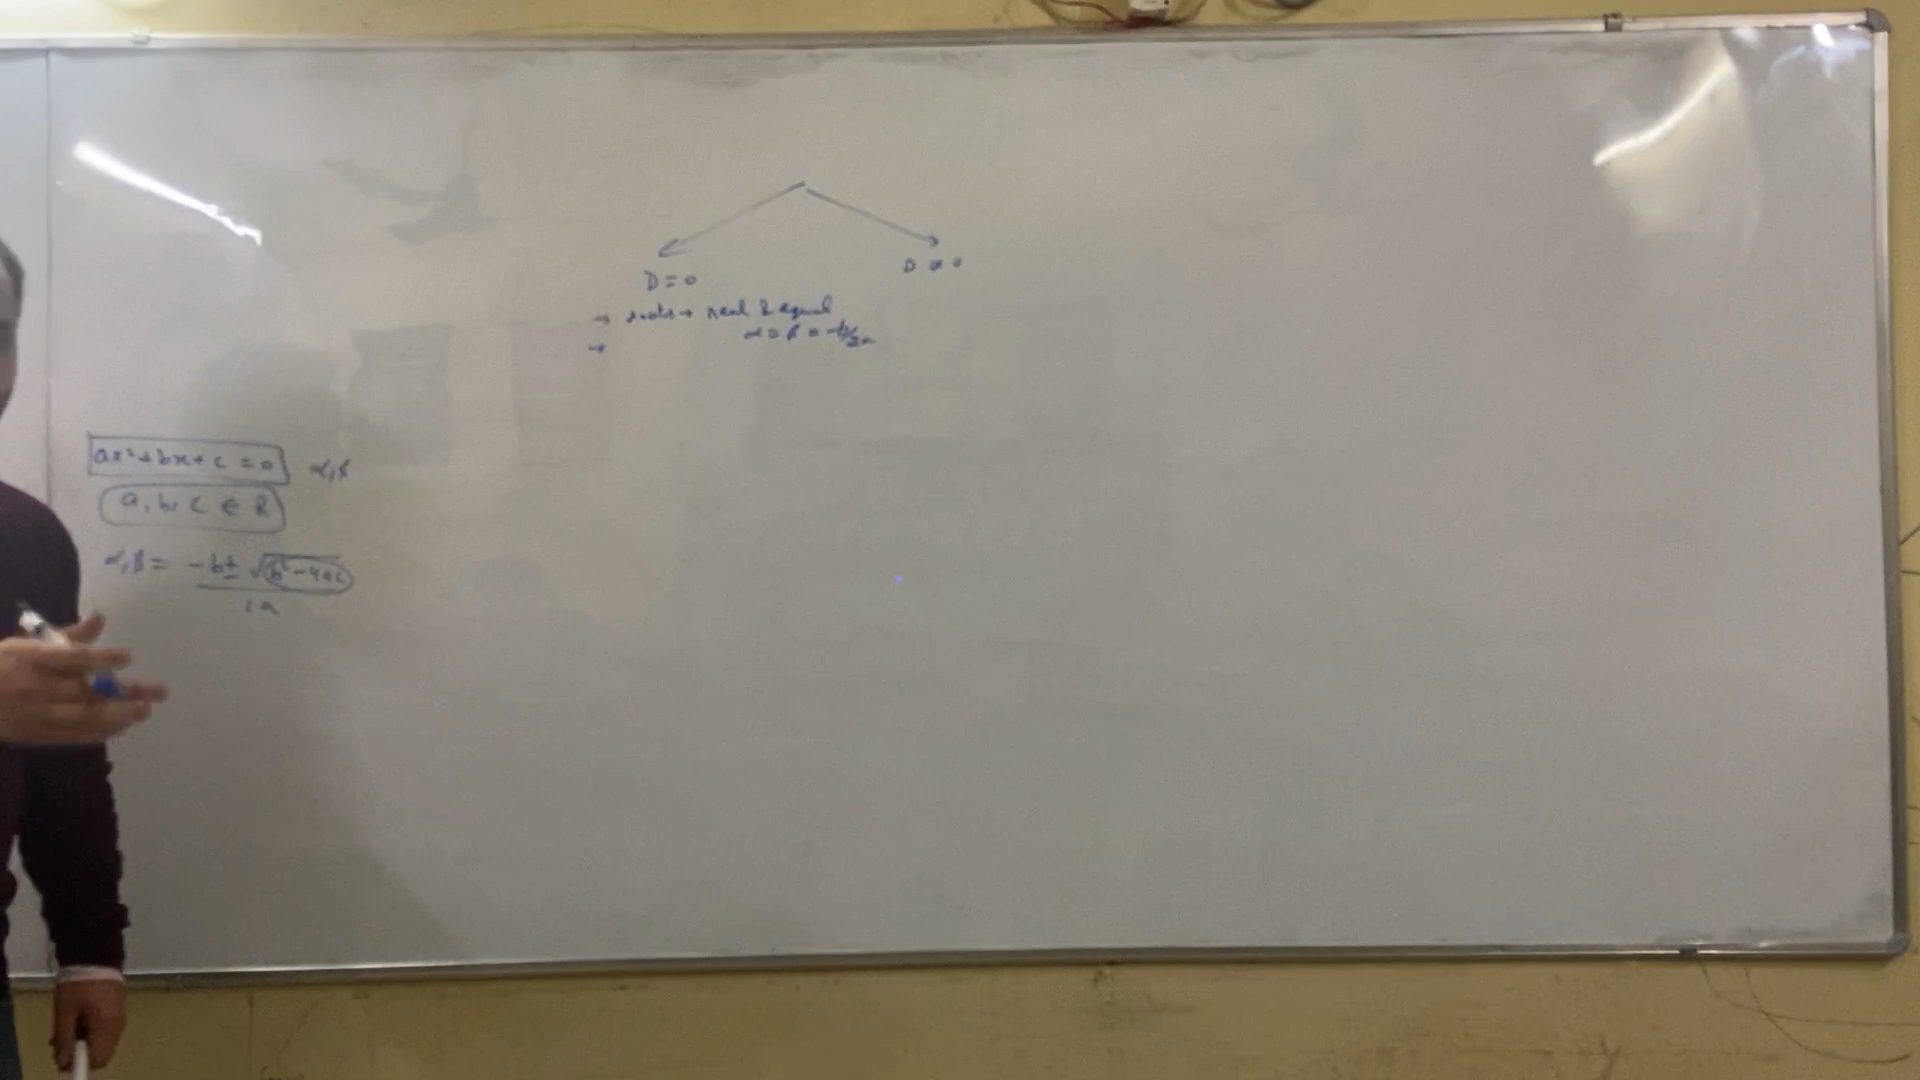 D = 0
D ≠ 0
→ roots → real & equal
α = β = -b/2a
→
ax² + bx + c = 0 α, β
a, b, c ∈ R
α, β = -b ± √b² - 4ac
2a